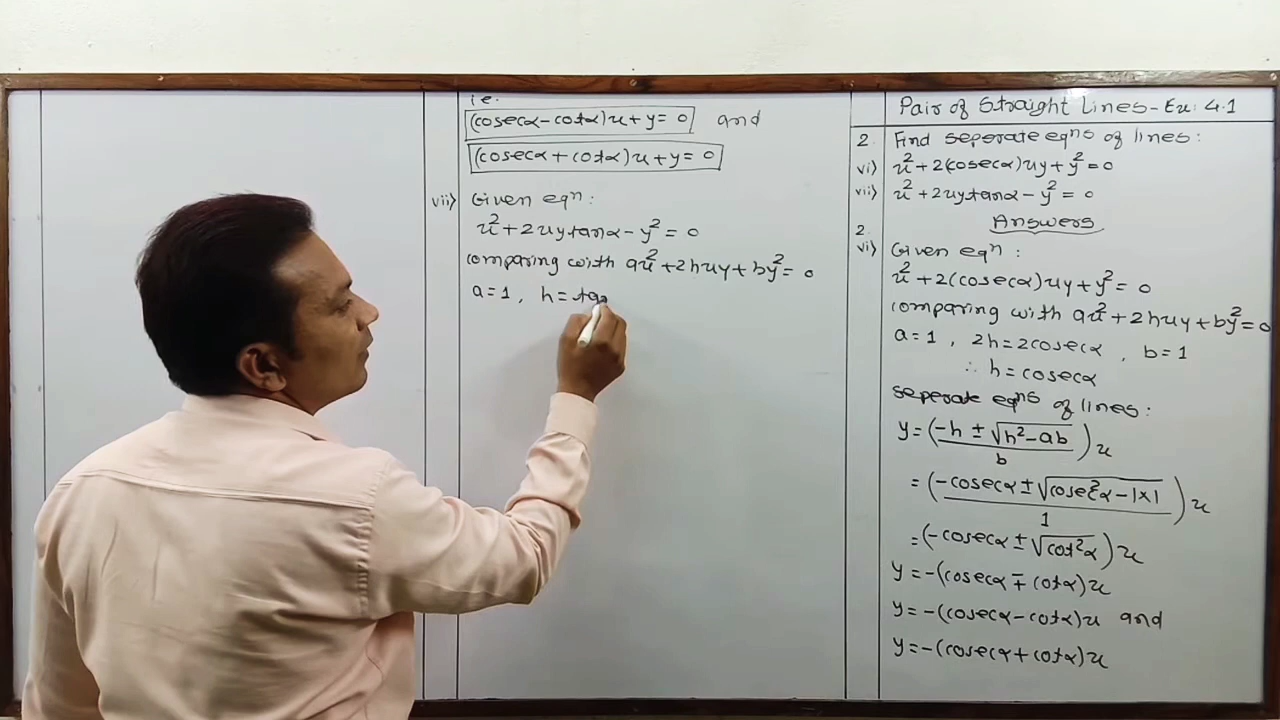 Pair of Straight Lines - Ex: 4.1
2. Find seperate eqns of lines:
vi) x²+2(cosecα)xy+y²=0
vii) x²+2xytanα-y²=0
Answers
2.
vi) Given eqn:
x²+2(cosecα)xy+y²=0
comparing with ax²+2hxy+by²=0
a=1, 2h=2cosecα, b=1
∴ h=cosecα
seperate eqns of lines:
y=(-h±√(h²-ab)/b)x
=(-cosecα±√(cosec²α-1×1)/1)x
=(-cosecα±√(cot²α))x
y=-(cosecα∓cotα)x
y=-(cosecα-cotα)x and
y=-(cosecα+cotα)x
i.e.
(cosecα-cotα)x+y=0 and
(cosecα+cotα)x+y=0
vii) Given eqn:
x²+2xytanα-y²=0
comparing with ax²+2hxy+by²=0
a=1, h=tan